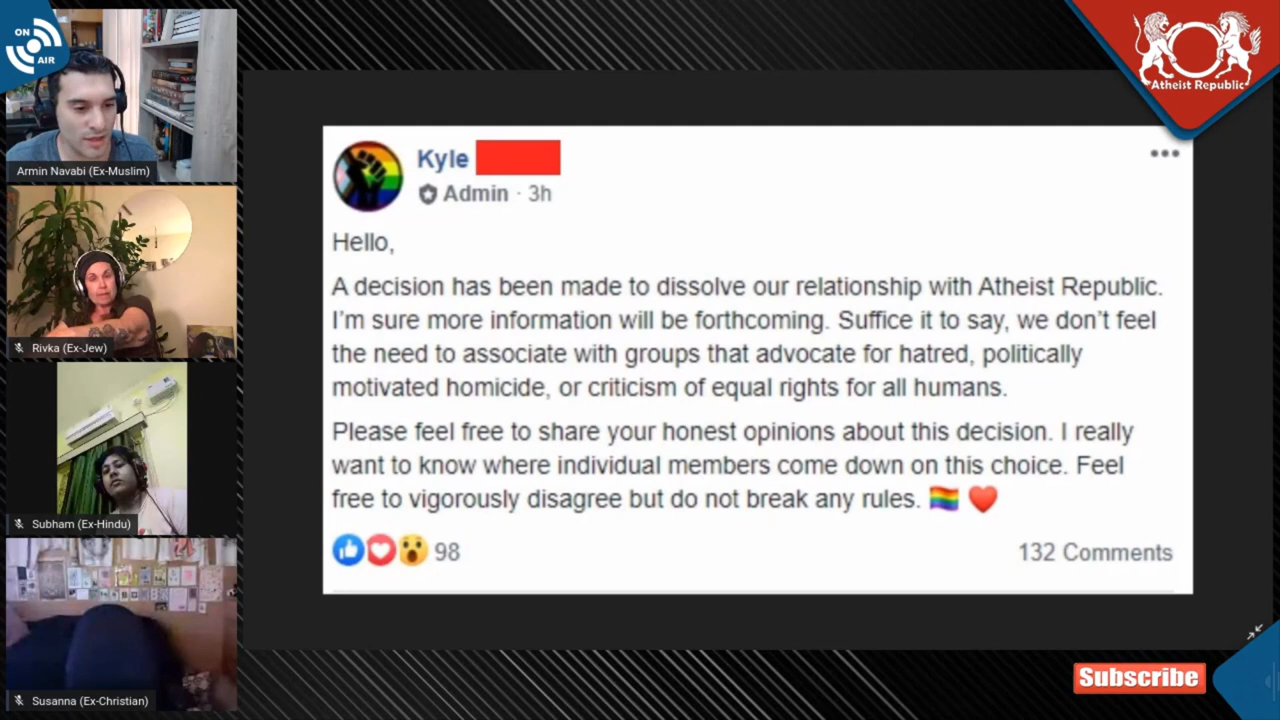 ON
AIR
Armin Navabi (Ex-Muslim)
Rivka (Ex-Jew)
Subham (Ex-Hindu)
Susanna (Ex-Christian)
Atheist Republic
Kyle
Admin · 3h
Hello,
A decision has been made to dissolve our relationship with Atheist Republic.
I'm sure more information will be forthcoming. Suffice it to say, we don't feel
the need to associate with groups that advocate for hatred, politically
motivated homicide, or criticism of equal rights for all humans.
Please feel free to share your honest opinions about this decision. I really
want to know where individual members come down on this choice. Feel
free to vigorously disagree but do not break any rules. 🏳️‍🌈 ❤️
98
132 Comments
Subscribe